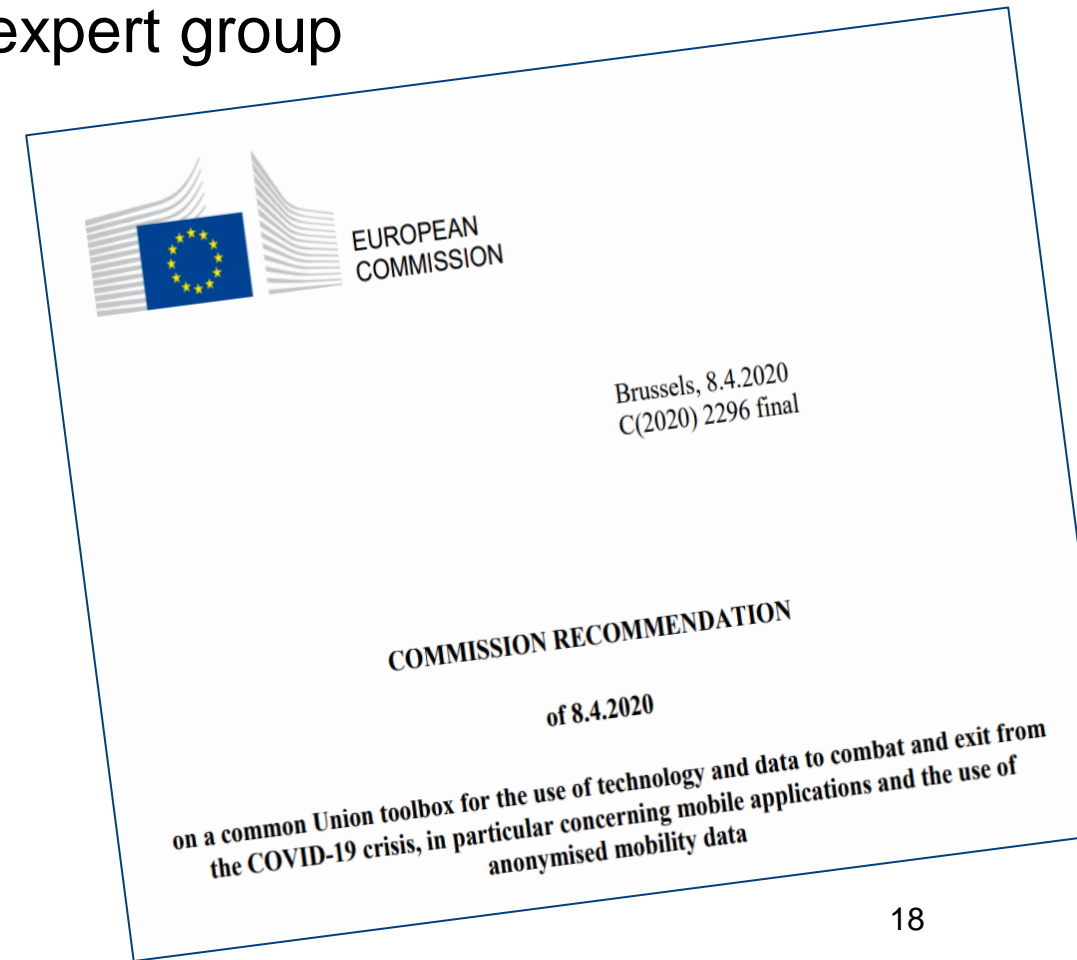 expert group
EUROPEAN
COMMISSION
Brussels, 8.4.2020
C(2020) 2296 final
COMMISSION RECOMMENDATION
of 8.4.2020
on a common Union toolbox for the use of technology and data to combat and exit from
the COVID-19 crisis, in particular concerning mobile applications and the use of
anonymised mobility data
18